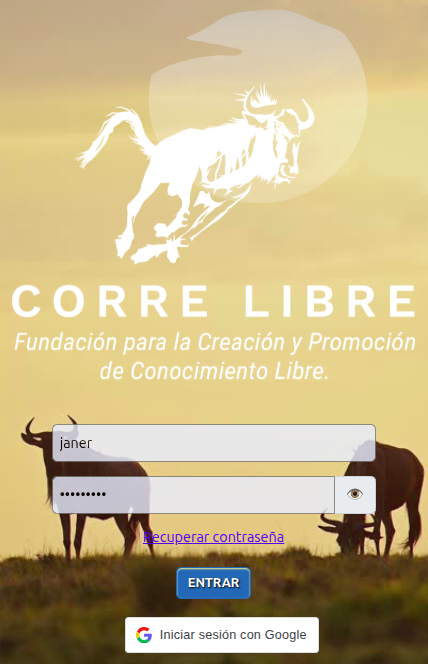 CORRE LIBRE
Fundación para la Creación y Promoción
de Conocimiento Libre.
janer
•••••••••
Recuperar contraseña
ENTRAR
Iniciar sesión con Google